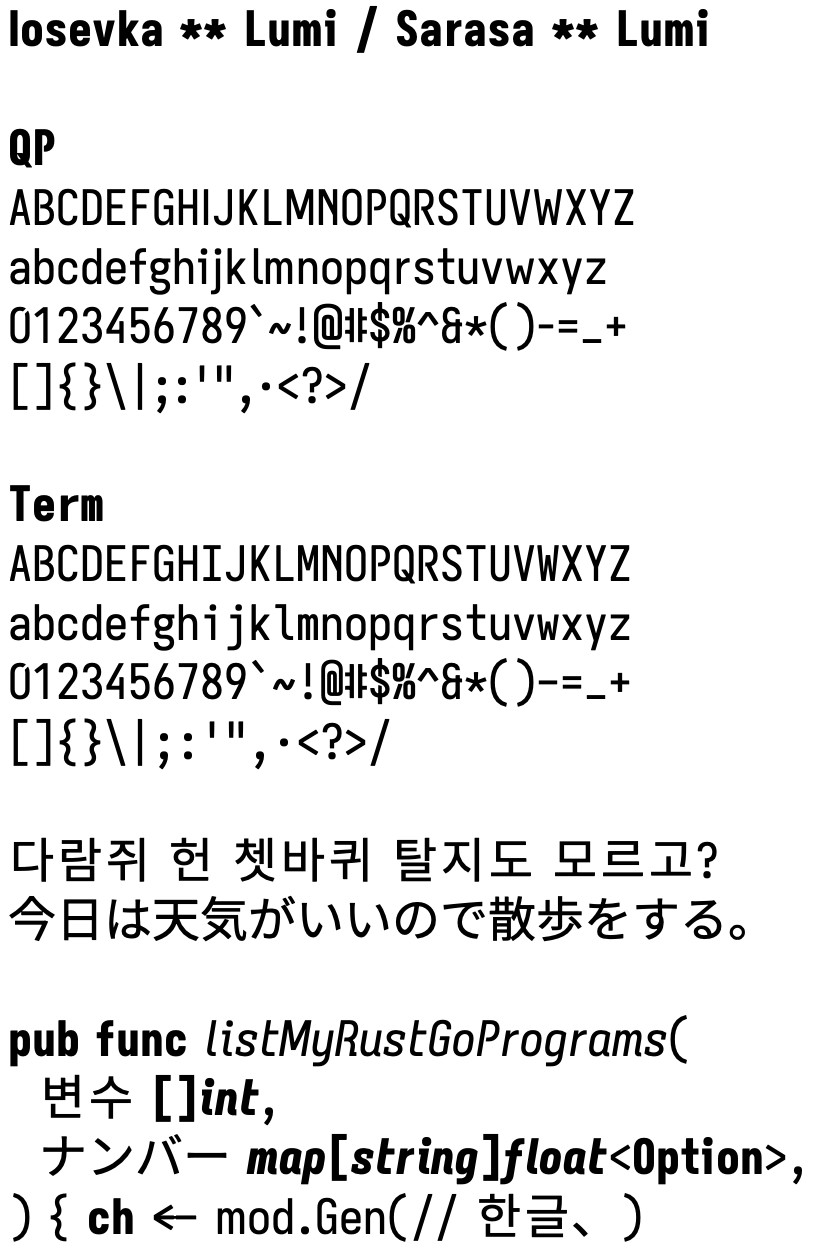 Iosevka ** Lumi / Sarasa ** Lumi
QP
ABCDEFGHIJKLMNOPQRSTUVWXYZ
abcdefghijklmnopqrstuvwxyz
0123456789`~!@#$%^&*()-=_+
[]{}\|;:'",·<?>/
Term
ABCDEFGHIJKLMNOPQRSTUVWXYZ
abcdefghijklmnopqrstuvwxyz
0123456789`~!@#$%^&*()-=_+
[]{}\|;:'",·<?>/
다람쥐 헌 쳇바퀴 탈지도 모르고?
今日は天気がいいので散歩をする。
pub func listMyRustGoPrograms(
변수 []int,
ナンバー map[string]float<Option>,
) { ch <- mod.Gen(// 한글、)